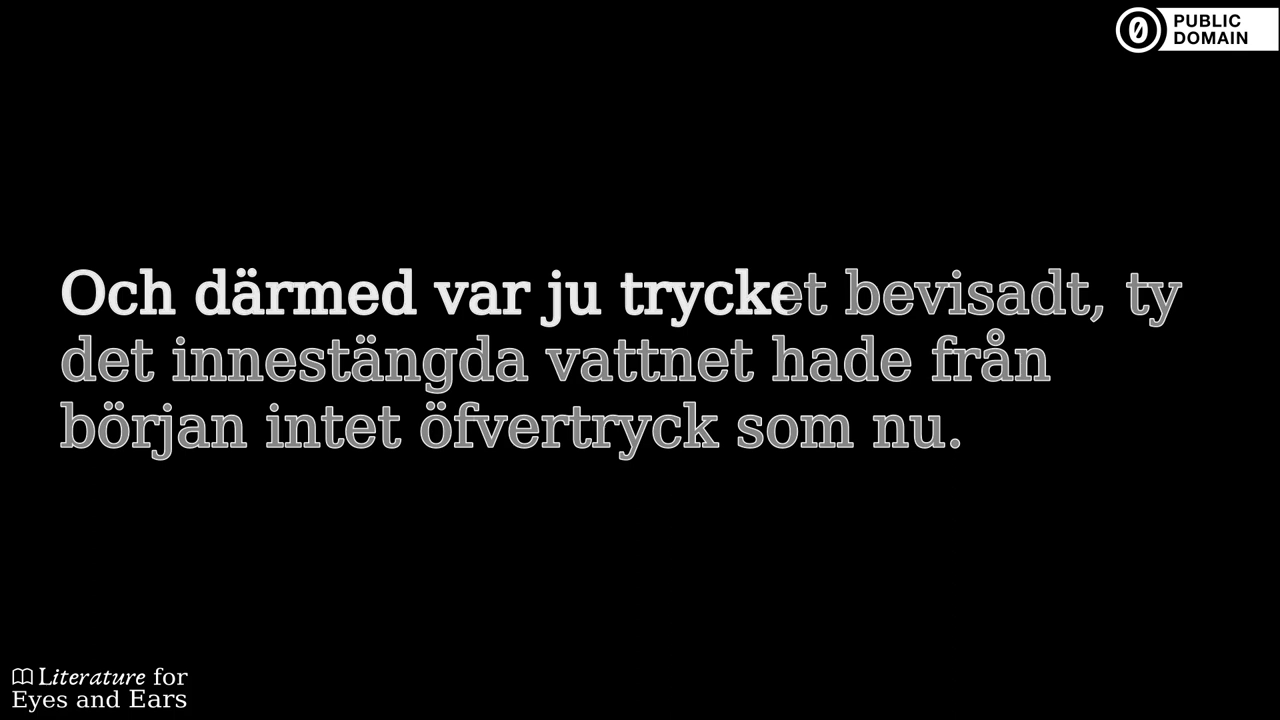 PUBLIC
DOMAIN
Och därmed var ju trycket bevisadt, ty
det innestängda vattnet hade från
början intet öfvertryck som nu.
Literature for
Eyes and Ears